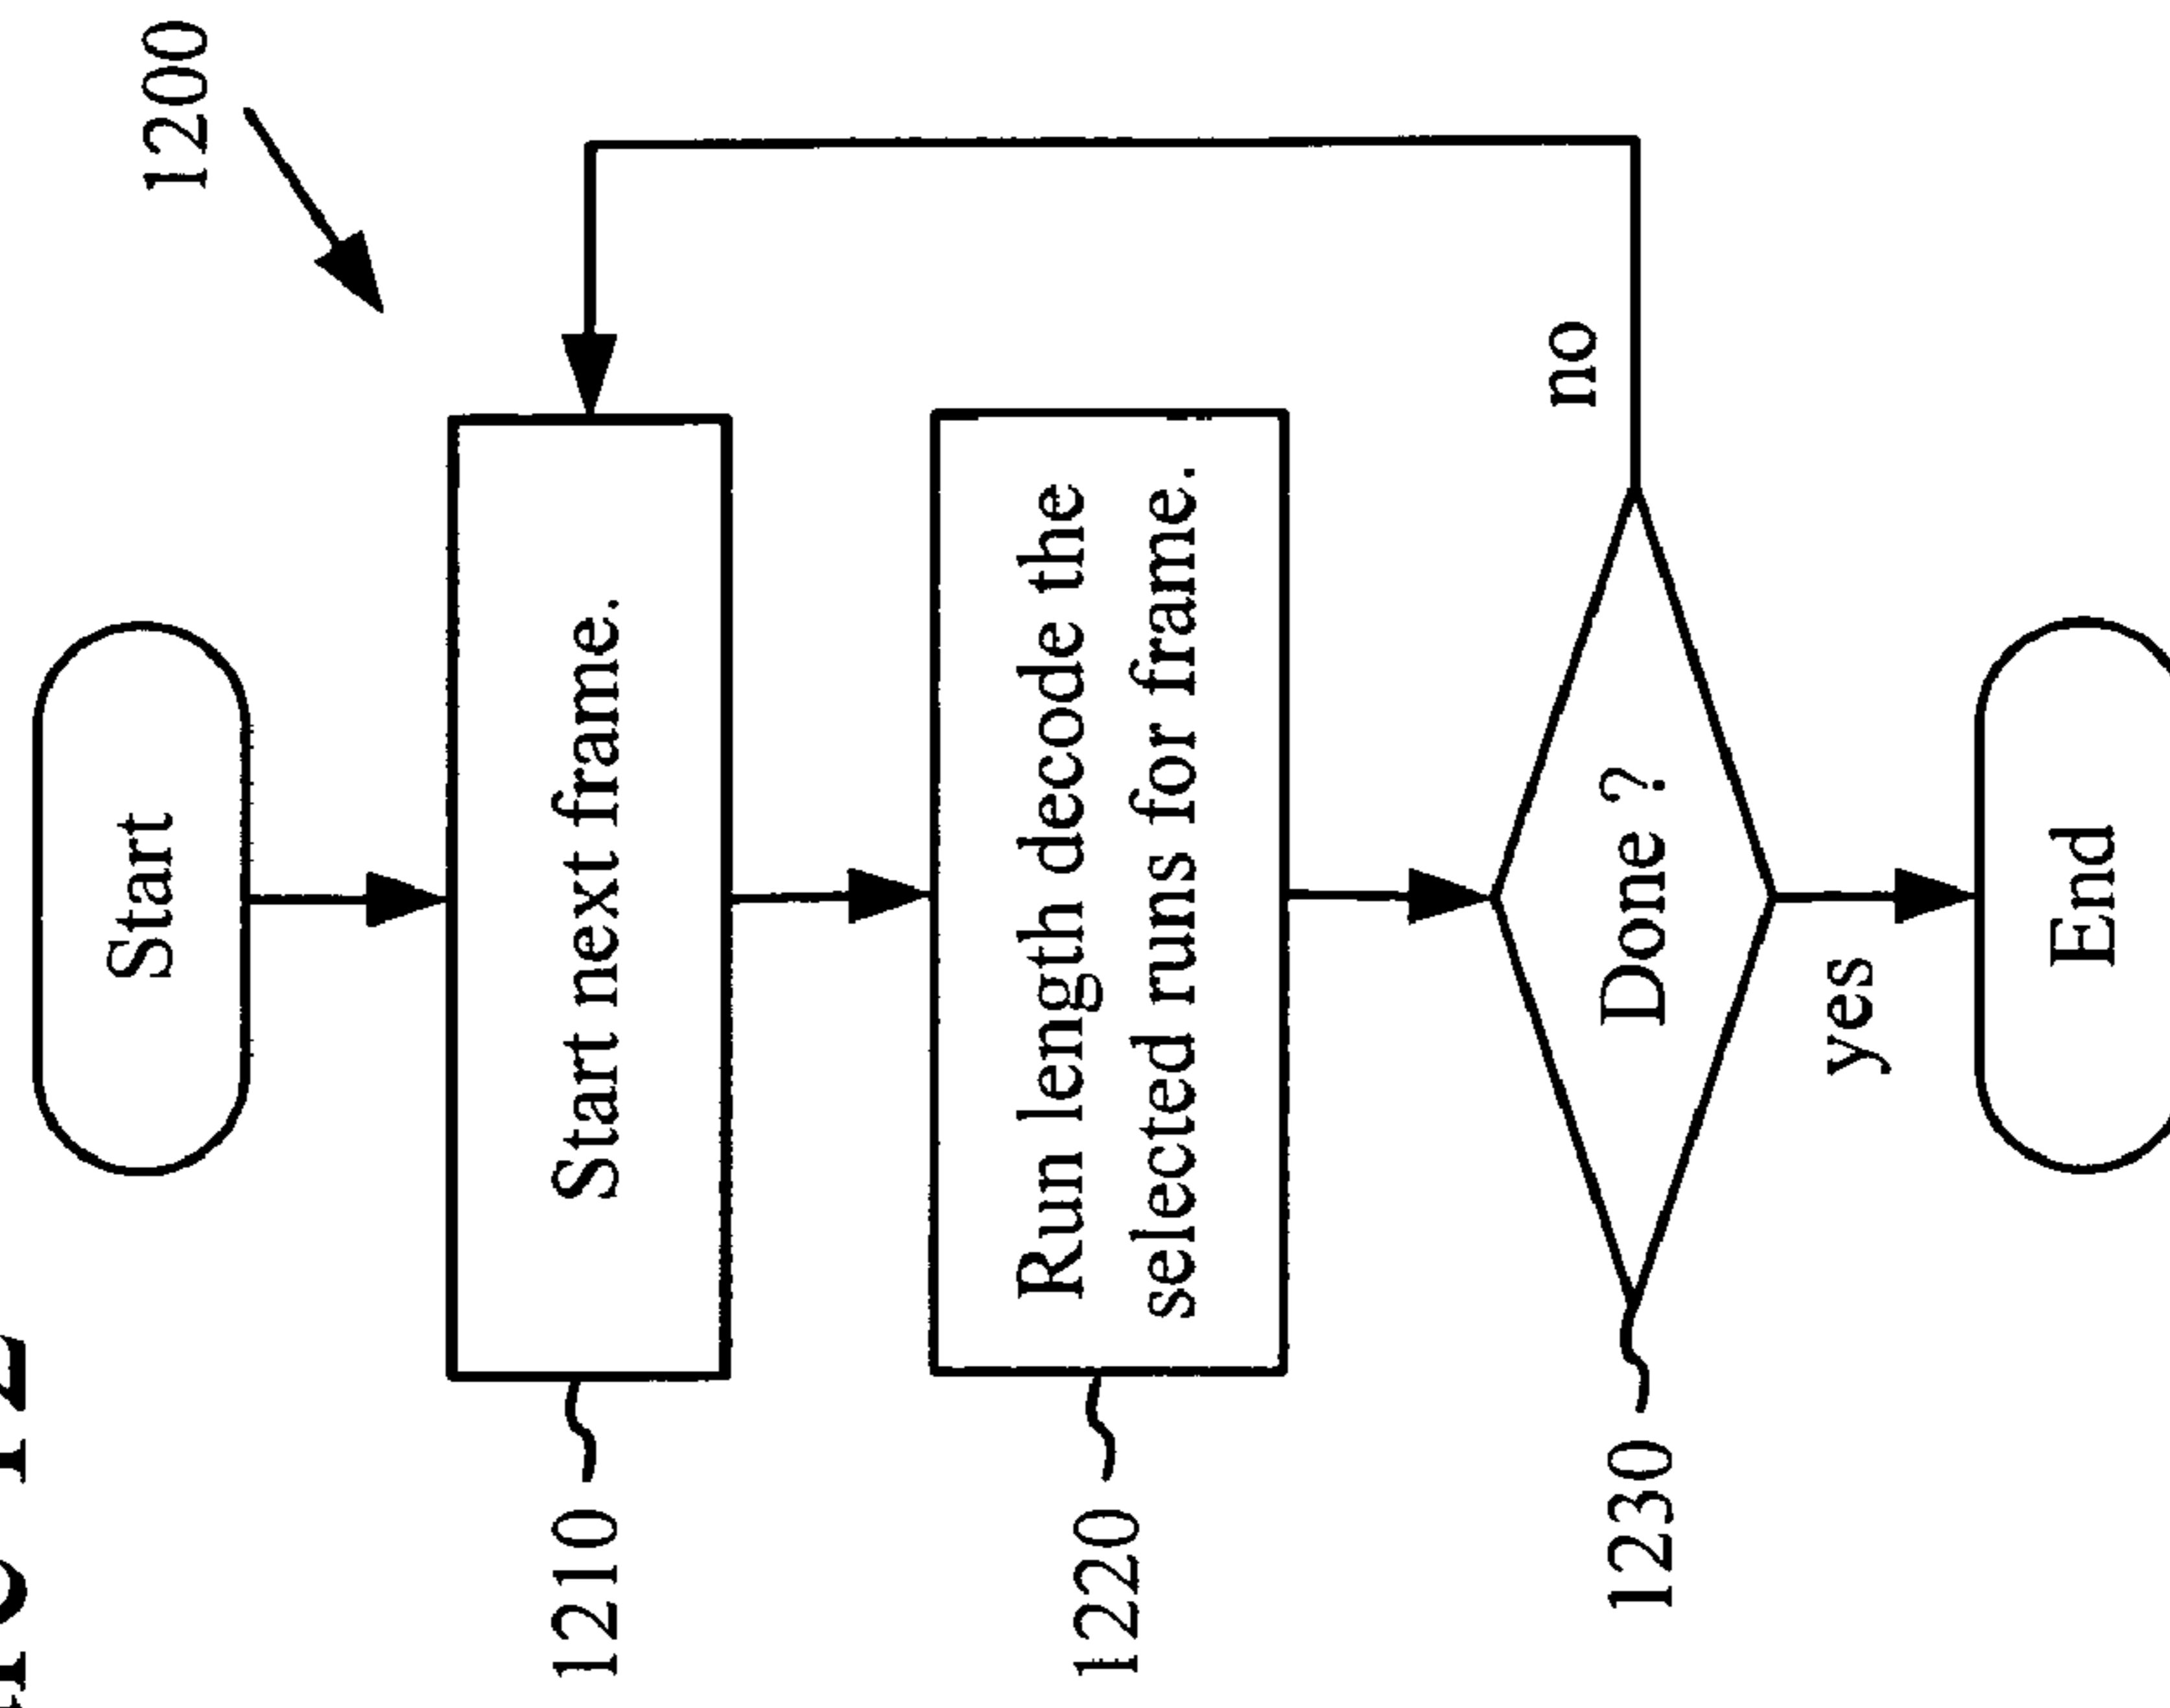 1200
Start
1210
Start next frame.
1220
Run length decode the
selected runs for frame.
1230
Done ?
no
yes
End